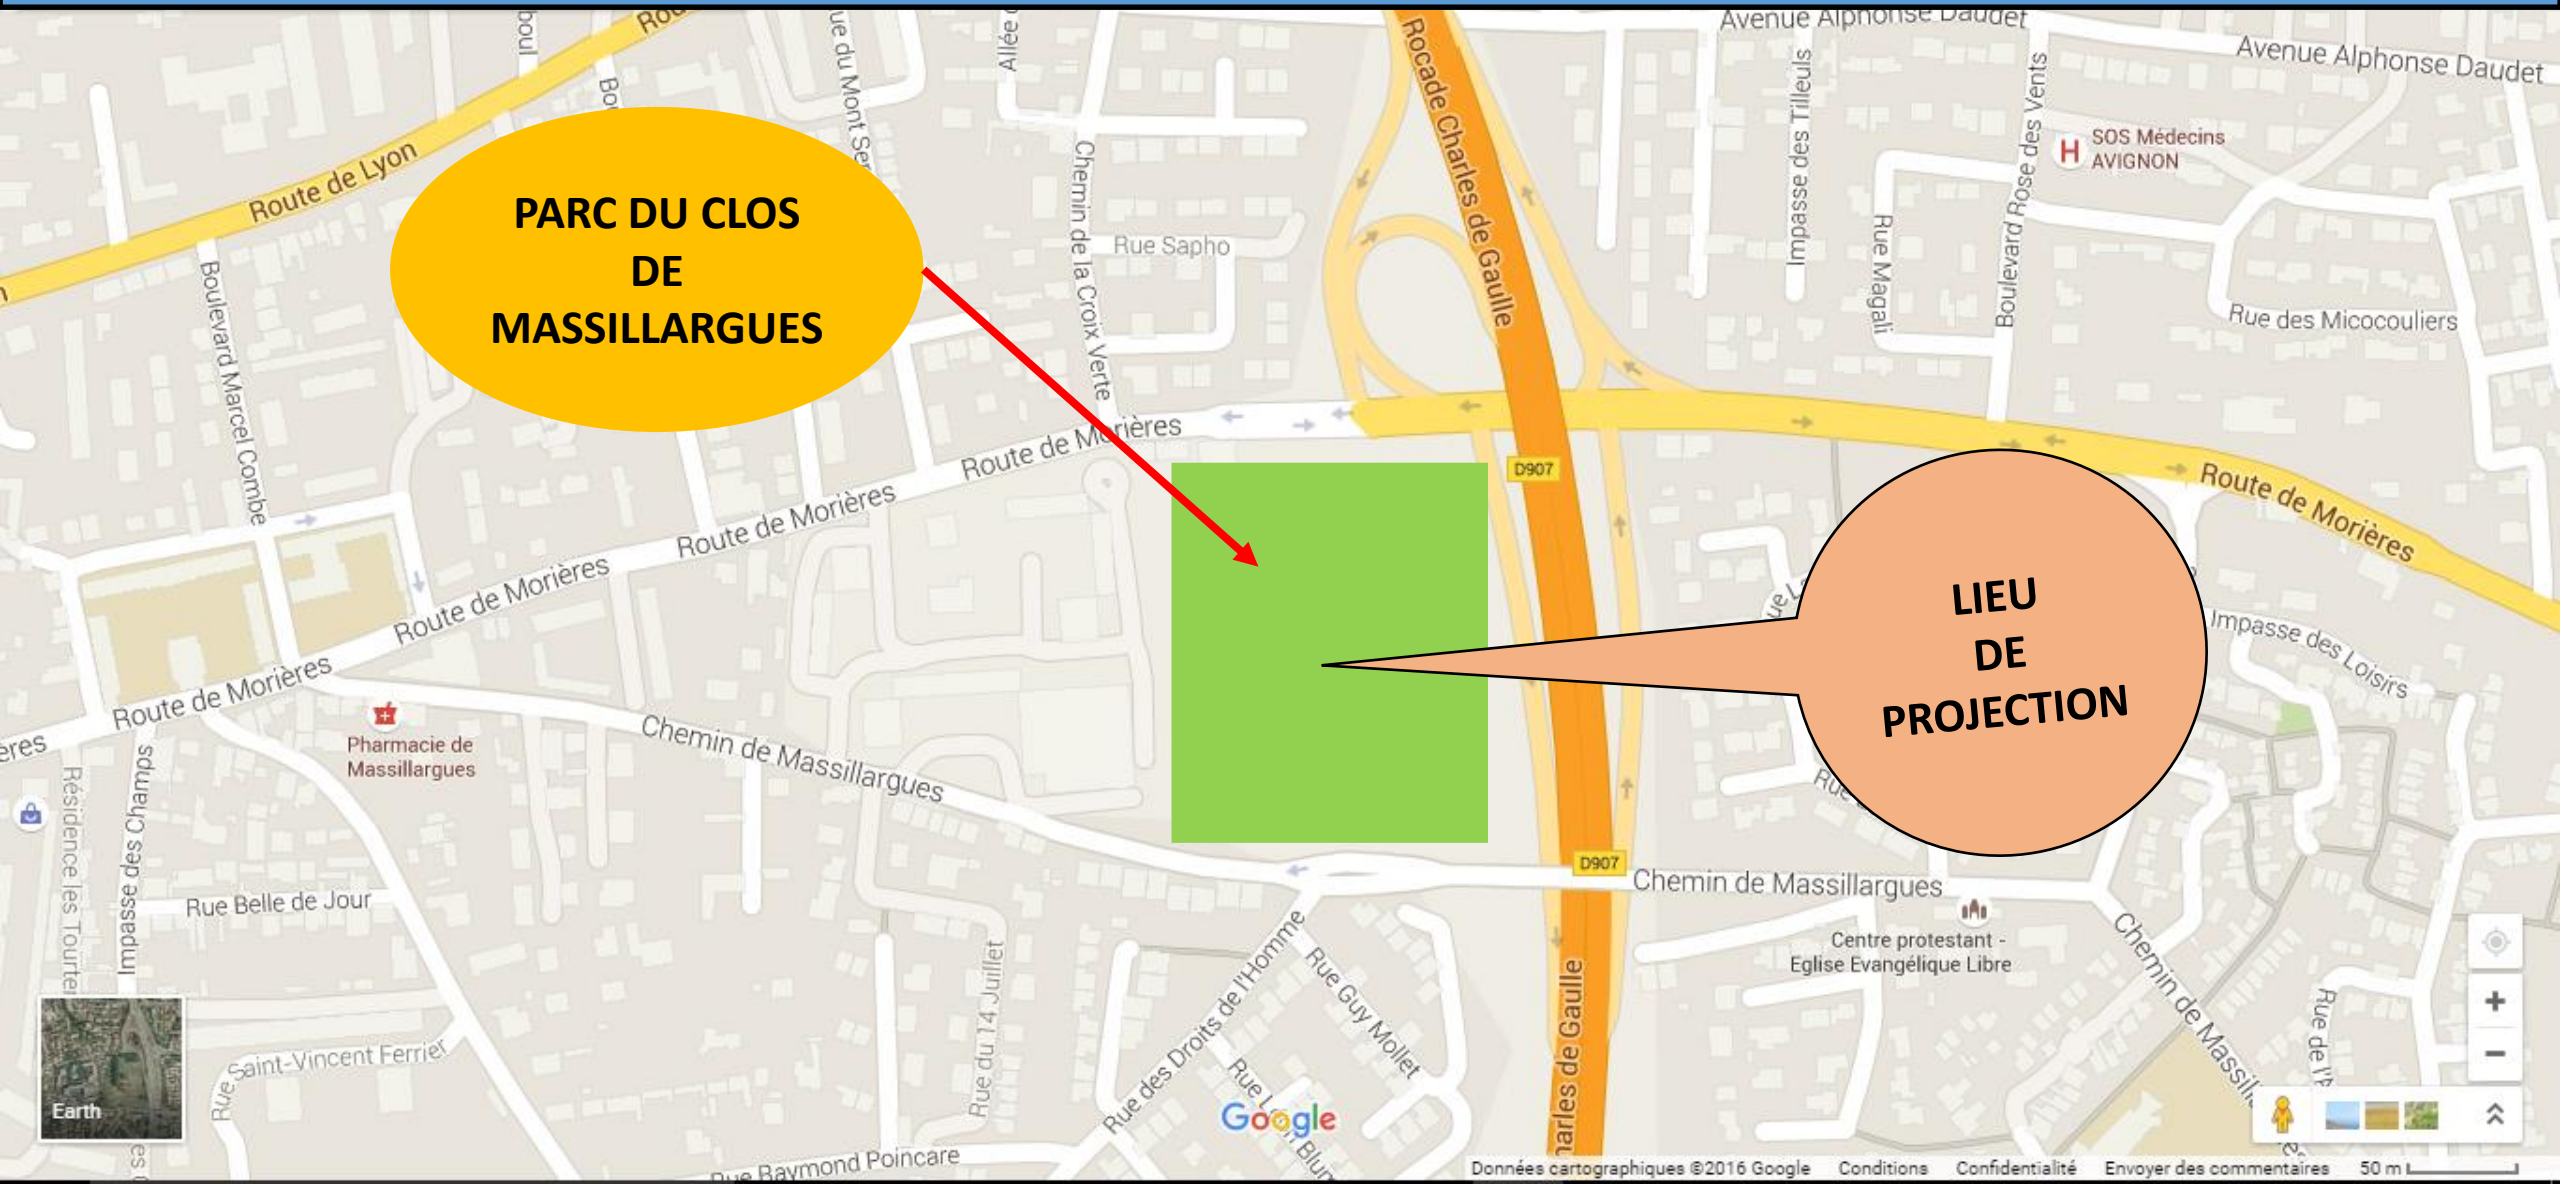 Avenue Alphonse Daudet
Avenue Alphonse Daudet
Rocade Charles de Gaulle
Allée
Impasse des Tilleuls
Boulevard Rose des Vents
SOS Médecins
AVIGNON
Route de Lyon
Chemin de la Croix Verte
Rue Sapho
Rue Magali
Rue des Micocouliers
PARC DU CLOS
DE
MASSILLARGUES
Boulevard Marcel Combe
Route de Morières
Route de Morières
Route de Morières
Route de Morières
Route de Morières
D907
LIEU
DE
PROJECTION
Impasse des Loisirs
Pharmacie de
Massillargues
Chemin de Massillargues
Résidence les
Impasse des Champs
Rue Belle de Jour
D907
Chemin de Massillargues
Centre protestant -
Eglise Evangélique Libre
Chemin de
Rue des Droits de l'Homme
Rue Guy Mollet
Rue du 14 Juillet
Charles de Gaulle
Rue Saint-Vincent Ferrier
Earth
Rue Raymond Poincare
Google
Données cartographiques ©2016 Google Conditions Confidentialité Envoyer des commentaires 50 m